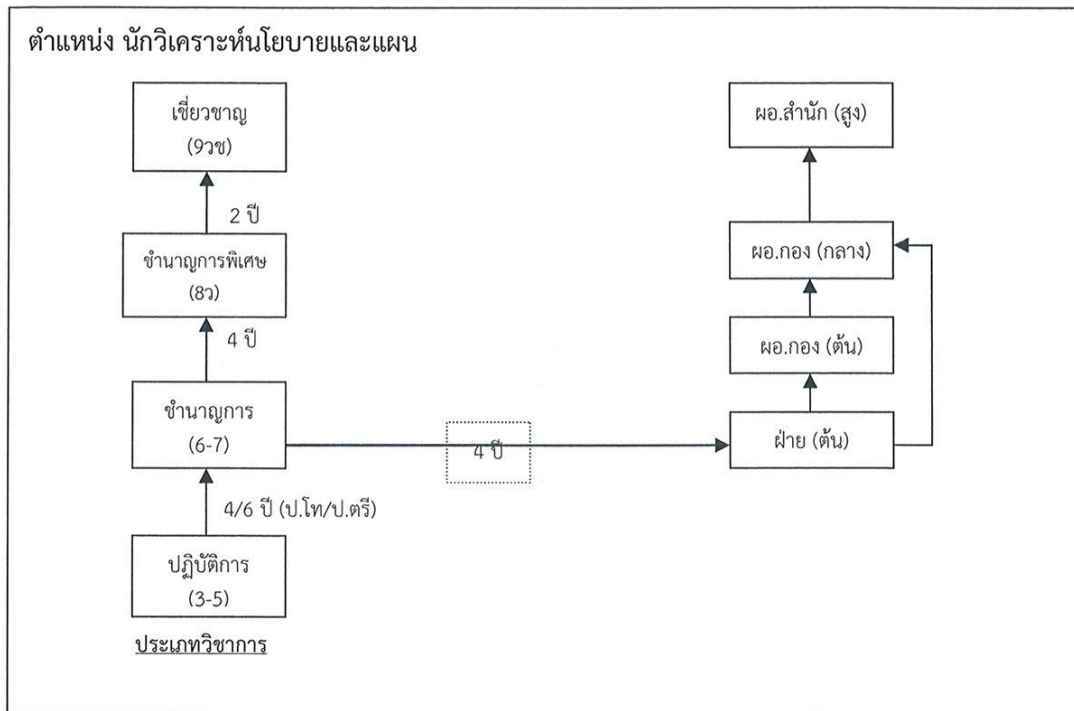 ตำแหน่ง นักวิเคราะห์นโยบายและแผน
เชี่ยวชาญ
(9วช)
2 ปี
ชำนาญการพิเศษ
(8ว)
4 ปี
ชำนาญการ
(6-7)
4/6 ปี (ป.โท/ป.ตรี)
ปฏิบัติการ
(3-5)
ประเภทวิชาการ
4 ปี
ผอ.สำนัก (สูง)
ผอ.กอง (กลาง)
ผอ.กอง (ต้น)
ฝ่าย (ต้น)